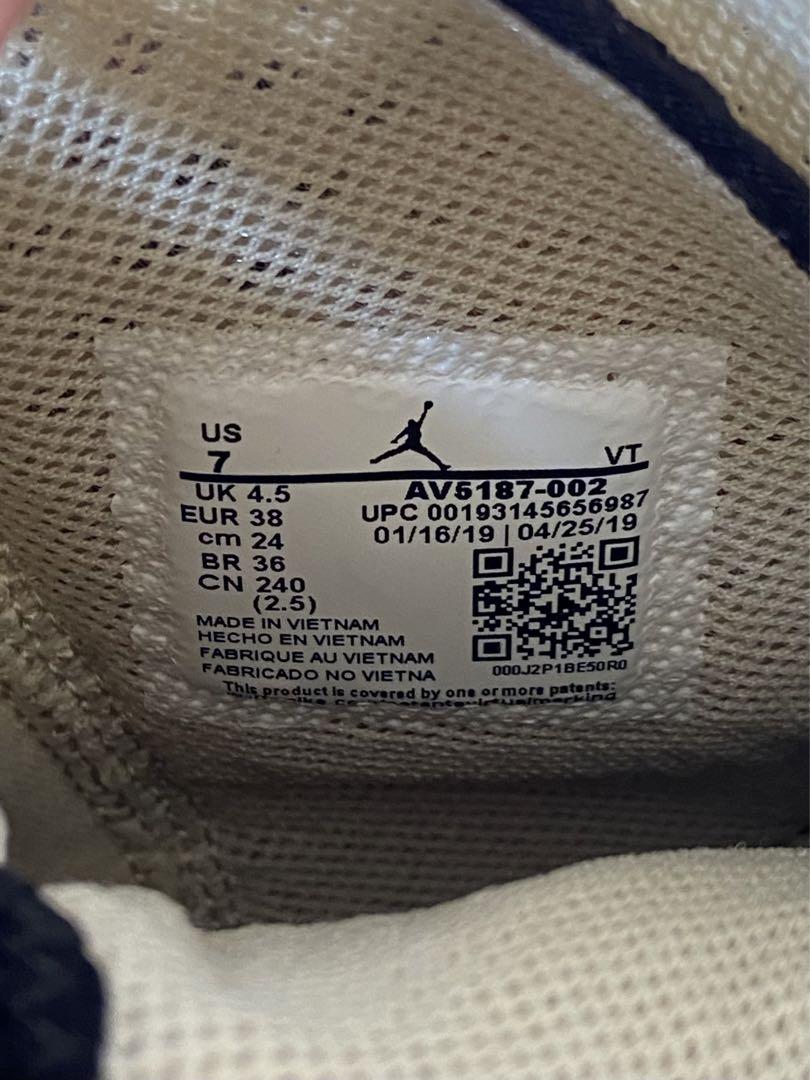 US
7
VT
UK 4.5
EUR 38
cm 24
BR 36
CN 240
(2.5)
AV5187-002
UPC 00193145656987
01/16/19 | 04/25/19
000J2P1BE50R0
MADE IN VIETNAM
HECHO EN VIETNAM
FABRIQUE AU VIETNAM
FABRICADO NO VIETNA
This product is covered by one or more patents: